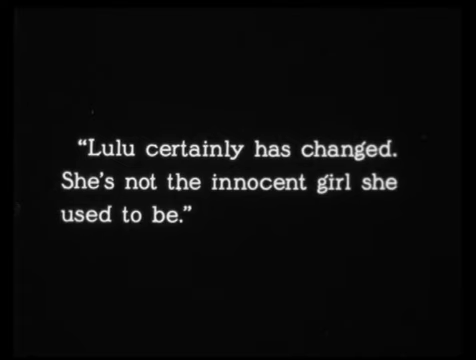 “Lulu certainly has changed.
She’s not the innocent girl she
used to be.”